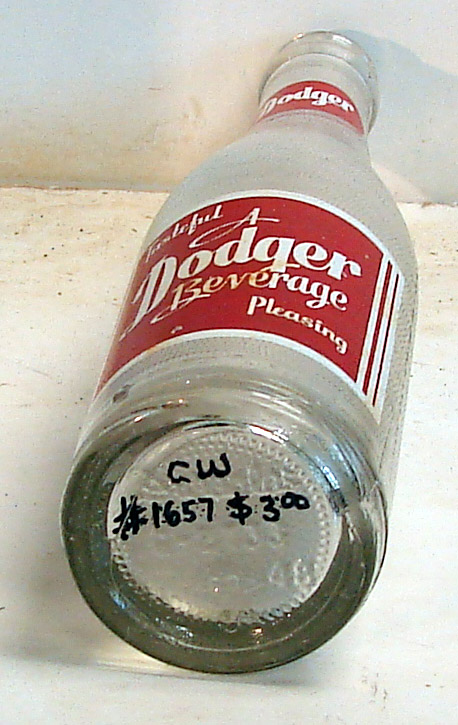 Dodger
Tasteful A
Dodger
Beverage
Pleasing
CW
#1657 $3.00